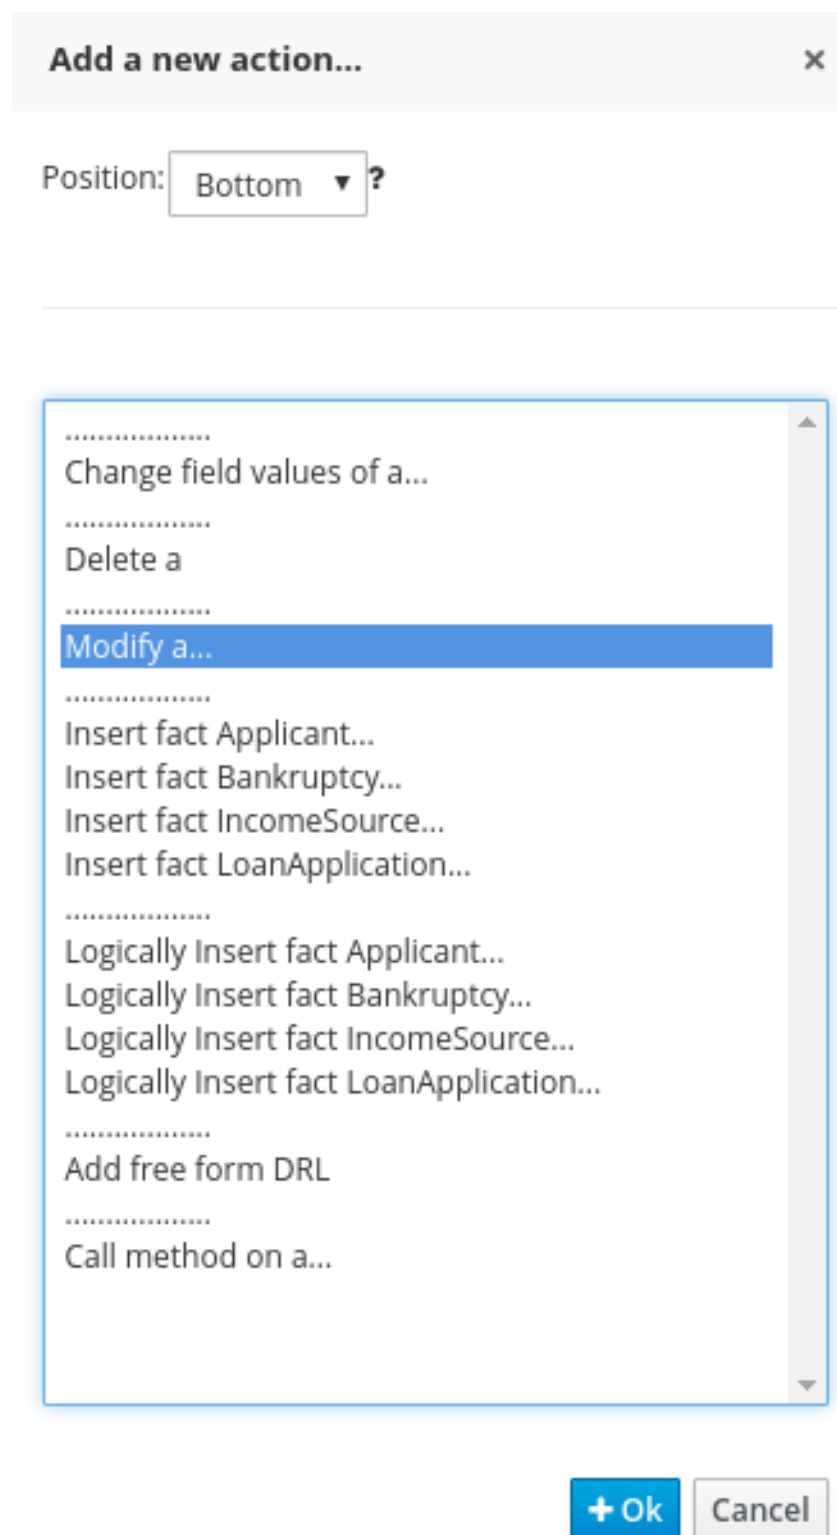 Add a new action... ×
Position: Bottom ▼ ?
..................
Change field values of a...
..................
Delete a
..................
Modify a...
..................
Insert fact Applicant...
Insert fact Bankruptcy...
Insert fact IncomeSource...
Insert fact LoanApplication...
..................
Logically Insert fact Applicant...
Logically Insert fact Bankruptcy...
Logically Insert fact IncomeSource...
Logically Insert fact LoanApplication...
..................
Add free form DRL
..................
Call method on a...
+ Ok Cancel